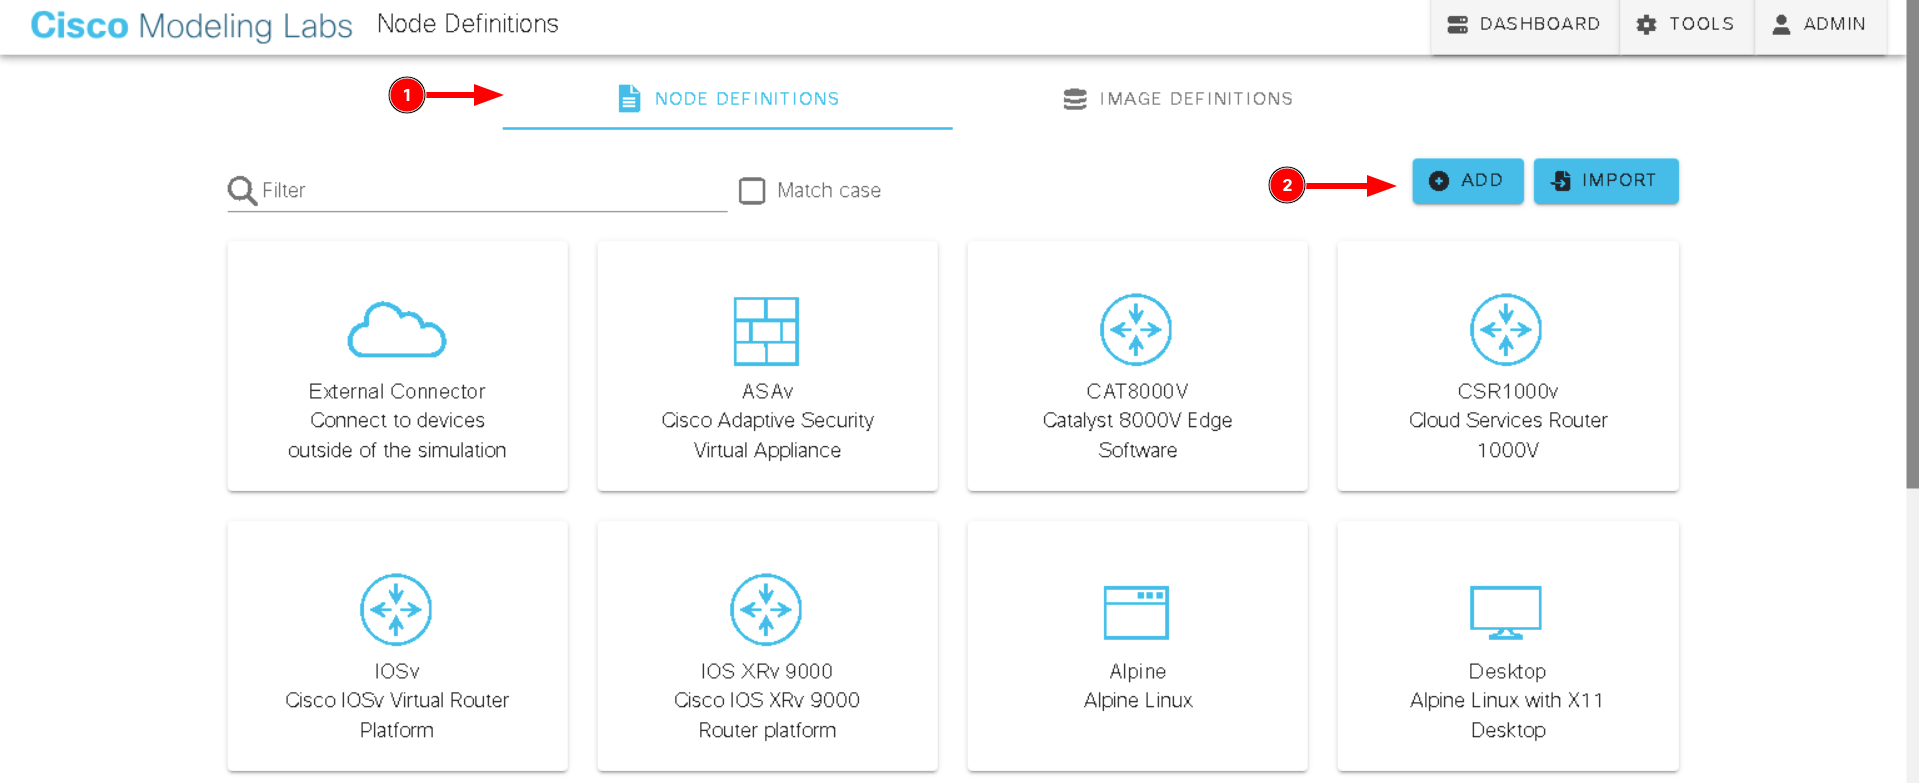 Cisco Modeling Labs Node Definitions DASHBOARD TOOLS ADMIN
1 NODE DEFINITIONS IMAGE DEFINITIONS
Filter Match case 2 ADD IMPORT
External Connector
Connect to devices
outside of the simulation
ASAv
Cisco Adaptive Security
Virtual Appliance
CAT8000V
Catalyst 8000V Edge
Software
CSR1000v
Cloud Services Router
1000V
IOSv
Cisco IOSv Virtual Router
Platform
IOS XRv 9000
Cisco IOS XRv 9000
Router platform
Alpine
Alpine Linux
Desktop
Alpine Linux with X11
Desktop